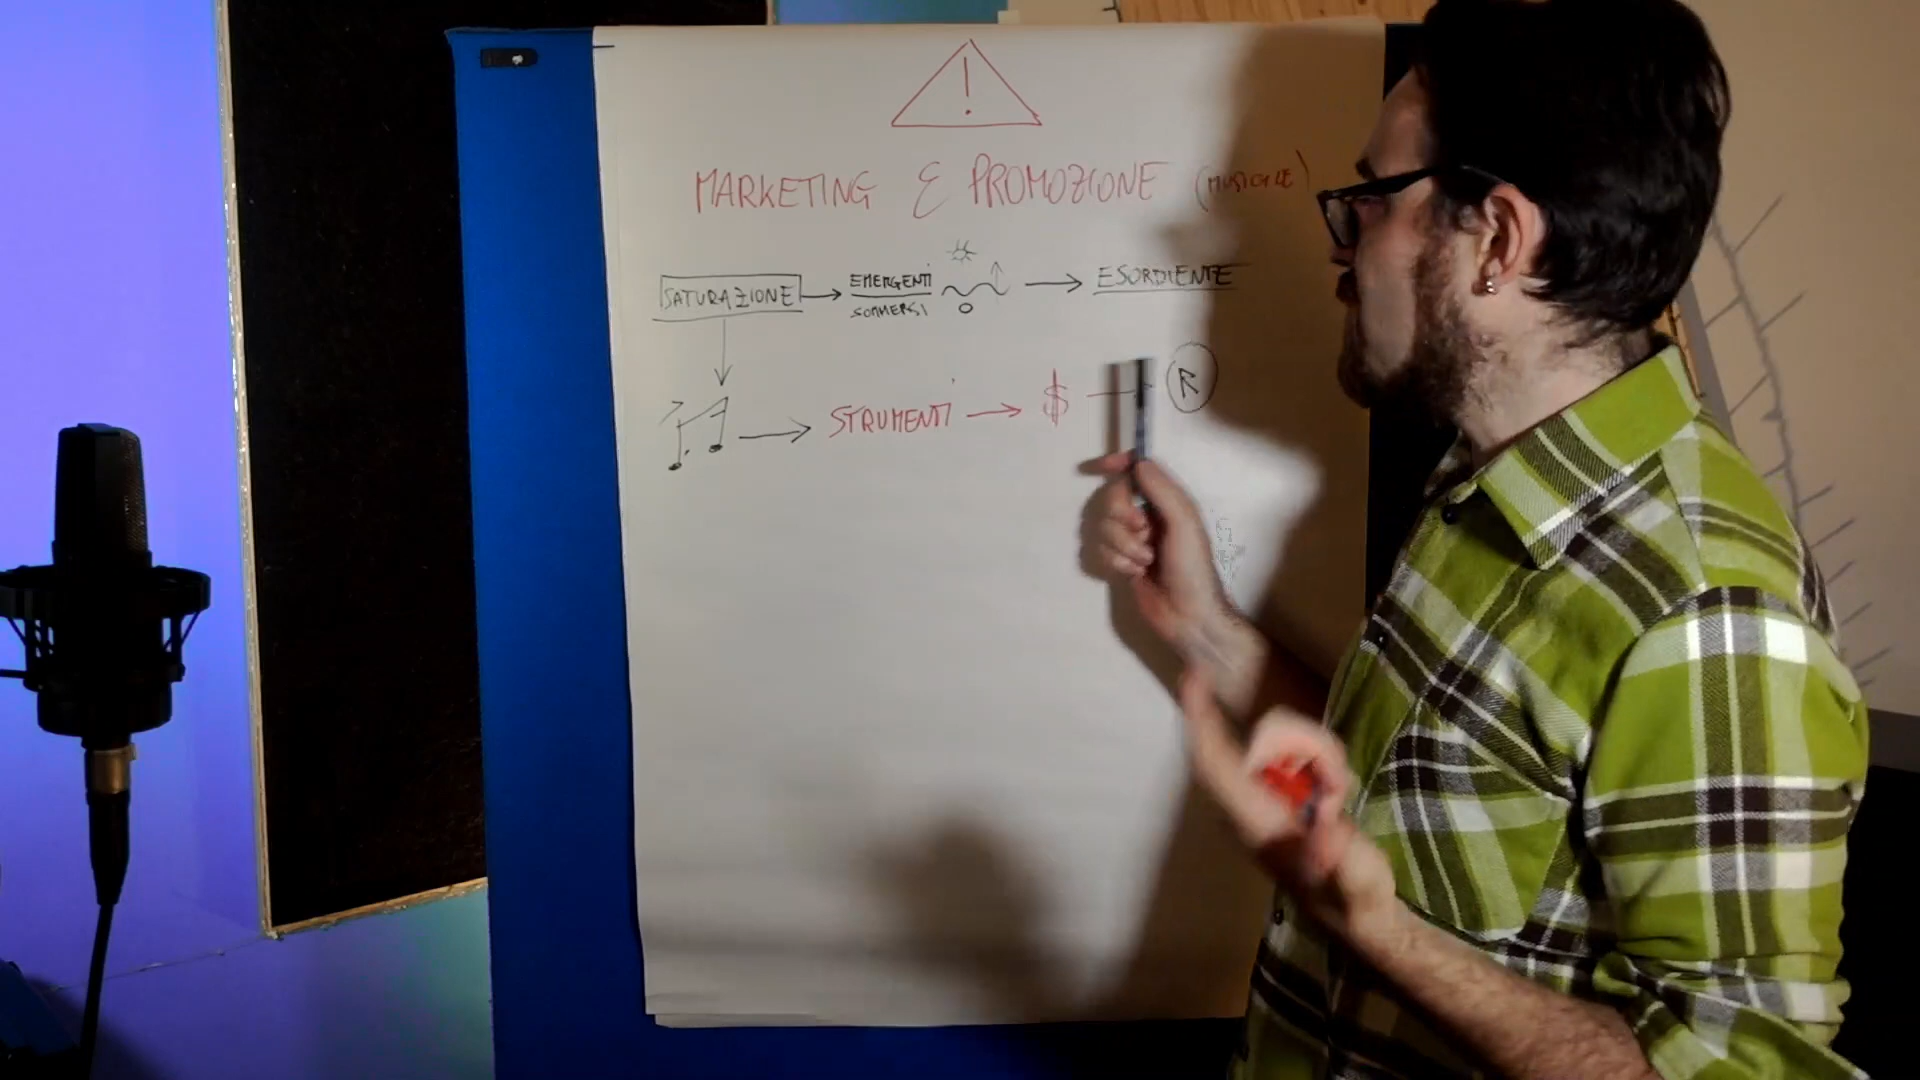 !
MARKETING & PROMOZIONE (MUSICALE)
SATURAZIONE → EMERGENTI → ESORDIENTE
SOMMERSI
→ STRUMENTI → $